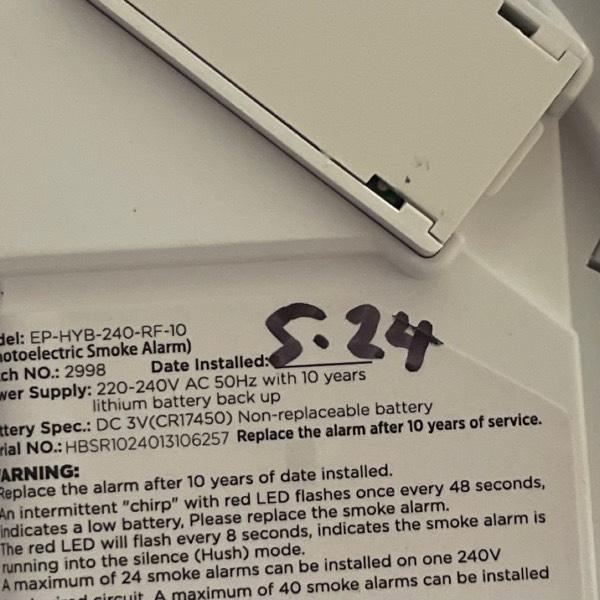 del: EP-HYB-240-RF-10
otoelectric Smoke Alarm)
ch NO.: 2998 Date Installed: 5.24
wer Supply: 220-240V AC 50Hz with 10 years
lithium battery back up
ttery Spec.: DC 3V(CR17450) Non-replaceable battery
rial NO.: HBSR1024013106257 Replace the alarm after 10 years of service.
ARNING:
Replace the alarm after 10 years of date installed.
An intermittent "chirp" with red LED flashes once every 48 seconds,
indicates a low battery, Please replace the smoke alarm.
The red LED will flash every 8 seconds, indicates the smoke alarm is
running into the silence (Hush) mode.
A maximum of 24 smoke alarms can be installed on one 240V
circuit. A maximum of 40 smoke alarms can be installed